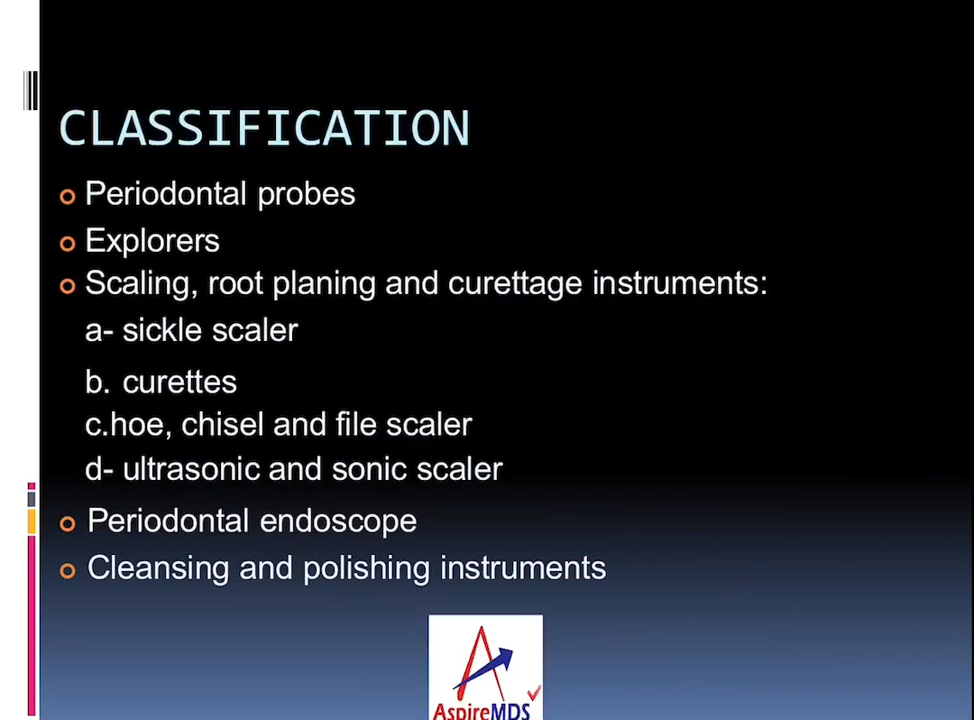 CLASSIFICATION
Periodontal probes
Explorers
Scaling, root planing and curettage instruments:
a- sickle scaler
b. curettes
c.hoe, chisel and file scaler
d- ultrasonic and sonic scaler
Periodontal endoscope
Cleansing and polishing instruments
AspireMDS